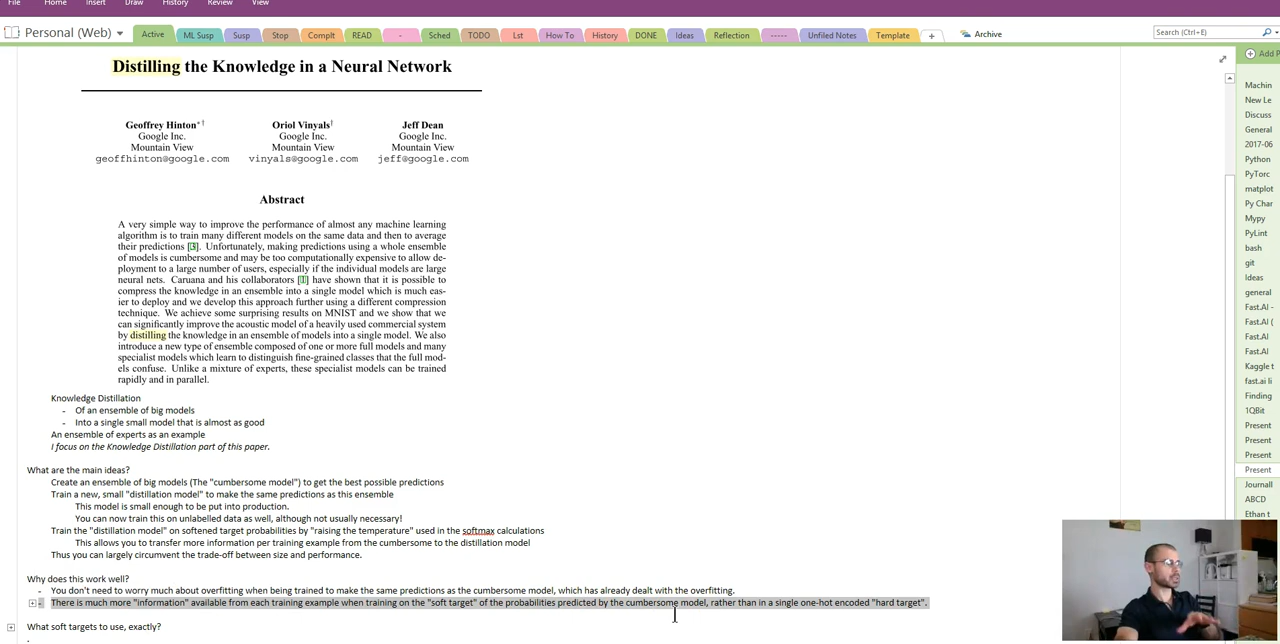 File Home Insert Draw History Review View
Personal (Web) Active ML Susp Susp Stop Complt READ - Sched TODO Lst How To History DONE Ideas Reflection ----- Unfiled Notes Template + Archive Search (Ctrl+E)
Add P
Distilling the Knowledge in a Neural Network
Geoffrey Hinton*† Oriol Vinyals† Jeff Dean
Google Inc. Google Inc. Google Inc.
Mountain View Mountain View Mountain View
geoffhinton@google.com vinyals@google.com jeff@google.com
Abstract
A very simple way to improve the performance of almost any machine learning
algorithm is to train many different models on the same data and then to average
their predictions [3]. Unfortunately, making predictions using a whole ensemble
of models is cumbersome and may be too computationally expensive to allow de-
ployment to a large number of users, especially if the individual models are large
neural nets. Caruana and his collaborators [1] have shown that it is possible to
compress the knowledge in an ensemble into a single model which is much eas-
ier to deploy and we develop this approach further using a different compression
technique. We achieve some surprising results on MNIST and we show that we
can significantly improve the acoustic model of a heavily used commercial system
by distilling the knowledge in an ensemble of models into a single model. We also
introduce a new type of ensemble composed of one or more full models and many
specialist models which learn to distinguish fine-grained classes that the full mod-
els confuse. Unlike a mixture of experts, these specialist models can be trained
rapidly and in parallel.
Knowledge Distillation
- Of an ensemble of big models
- Into a single small model that is almost as good
An ensemble of experts as an example
I focus on the Knowledge Distillation part of this paper.
What are the main ideas?
Create an ensemble of big models (The "cumbersome model") to get the best possible predictions
Train a new, small "distillation model" to make the same predictions as this ensemble
This model is small enough to be put into production.
You can now train this on unlabelled data as well, although not usually necessary!
Train the "distillation model" on softened target probabilities by "raising the temperature" used in the softmax calculations
This allows you to transfer more information per training example from the cumbersome to the distillation model
Thus you can largely circumvent the trade-off between size and performance.
Why does this work well?
- You don't need to worry much about overfitting when being trained to make the same predictions as the cumbersome model, which has already dealt with the overfitting.
- There is much more "information" available from each training example when training on the "soft target" of the probabilities predicted by the cumbersome model, rather than in a single one-hot encoded "hard target".
What soft targets to use, exactly?
Machin
New Le
Discuss
General
2017-06
Python
PyTorc
matplot
Py Char
Mypy
PyLint
bash
git
Ideas
general
Fast.AI -
Fast.AI (
Fast.AI
Fast.AI
Kaggle t
fast.ai li
Finding
1QBit
Present
Present
Present
Present
Journall
ABCD
Ethan t